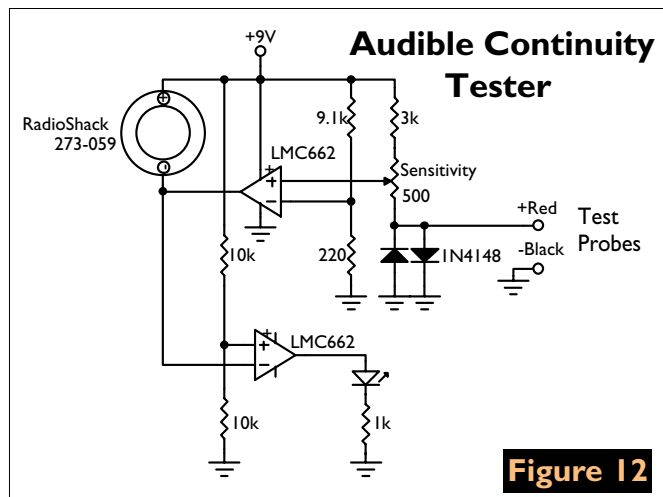 Audible Continuity
Tester
+9V
RadioShack
273-059
+
-
9.1k
3k
LMC662
Sensitivity
500
+
+
−
+Red
Test
Probes
-Black
10k
220
1N4148
LMC662
+
+
−
10k
1k
Figure 12